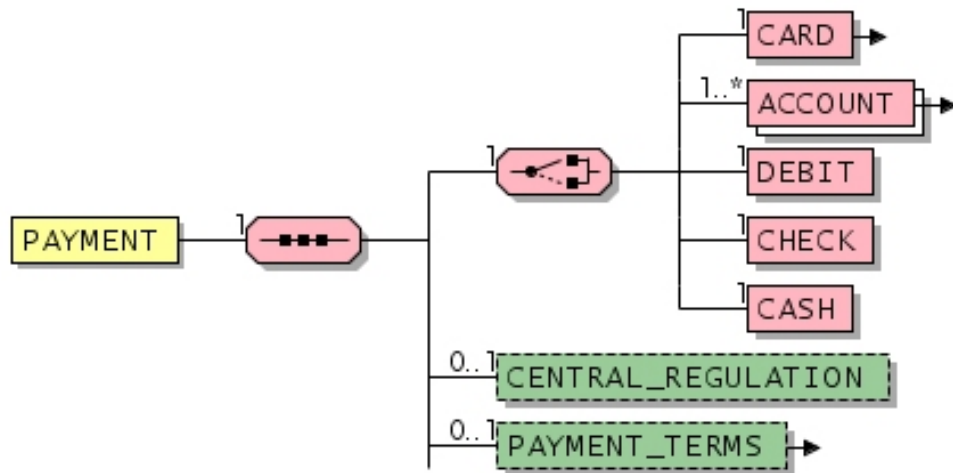 1 CARD
1..* ACCOUNT
1 1 DEBIT
PAYMENT 1 1 CHECK
1 CASH
0..1 CENTRAL_REGULATION
0..1 PAYMENT_TERMS